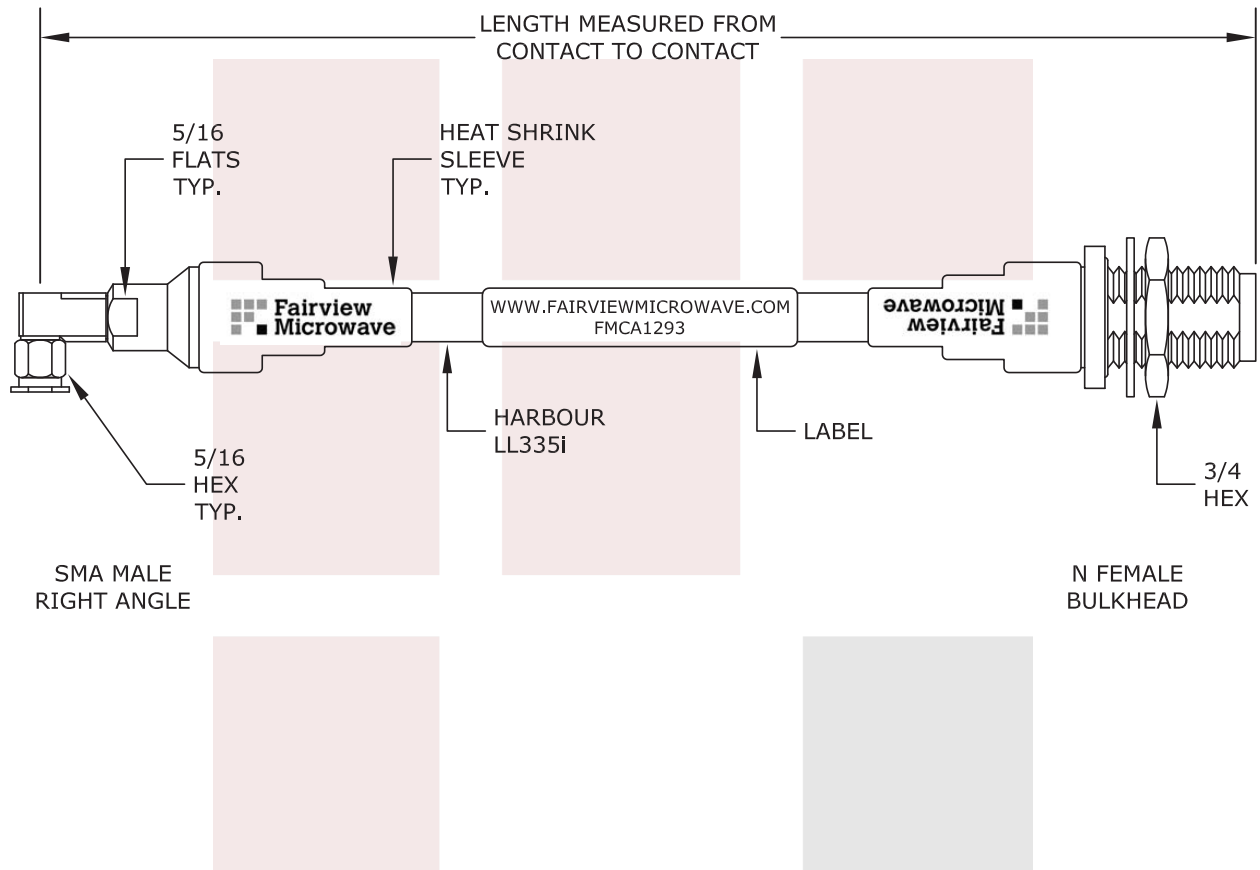 LENGTH MEASURED FROM
CONTACT TO CONTACT
5/16
FLATS
TYP.
HEAT SHRINK
SLEEVE
TYP.
Fairview
Microwave
WWW.FAIRVIEWMICROWAVE.COM
FMCA1293
Fairview
Microwave
HARBOUR
LL335i
LABEL
5/16
HEX
TYP.
3/4
HEX
SMA MALE
RIGHT ANGLE
N FEMALE
BULKHEAD